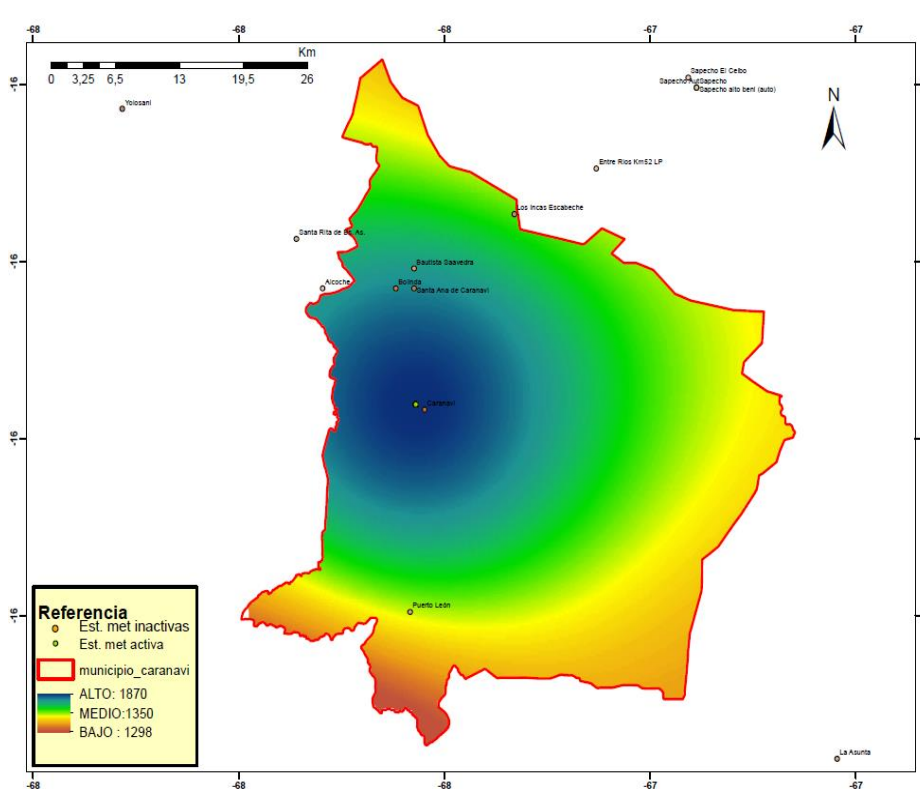 -68 -68 -68 -67 -67
Km
0 3,25 6,5 13 19,5 26
-16
-16
-16
-16
N
Yolosani
Sapecho El Ceibo
Sapecho Aut Sapecho
Sapecho alto beni (auto)
Entre Rios Km52 LP
Los Incas Escabeche
Santa Rita de Bs. As.
Bautista Saavedra
Alcoche
Bolinda
Santa Ana de Caranavi
Caranavi
Puerto León
La Asunta
Referencia
Est. met inactivas
Est. met activa
municipio_caranavi
ALTO: 1870
MEDIO:1350
BAJO : 1298
-68 -68 -68 -67 -67